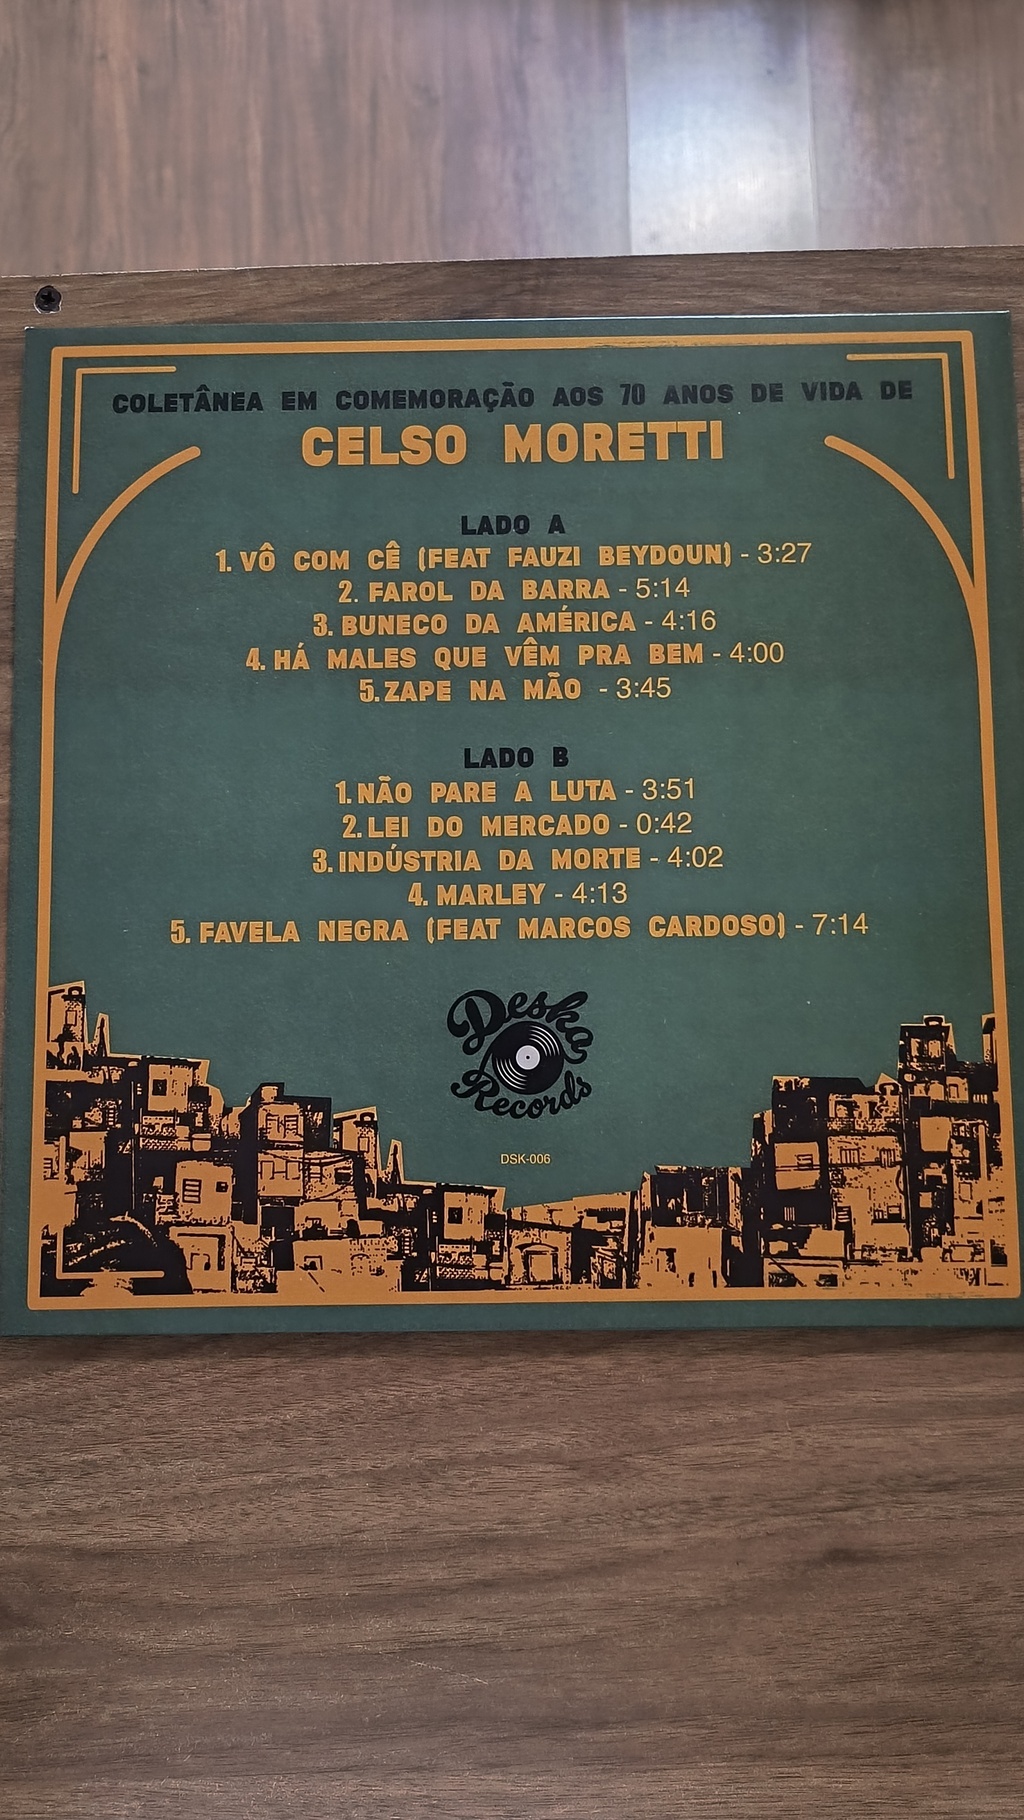 COLETÂNEA EM COMEMORAÇÃO AOS 70 ANOS DE VIDA DE
CELSO MORETTI
LADO A
1. VÔ COM CÊ (FEAT FAUZI BEYDOUN) - 3:27
2. FAROL DA BARRA - 5:14
3. BUNECO DA AMÉRICA - 4:16
4. HÁ MALES QUE VÊM PRA BEM - 4:00
5. ZAPE NA MÃO - 3:45
LADO B
1. NÃO PARE A LUTA - 3:51
2. LEI DO MERCADO - 0:42
3. INDÚSTRIA DA MORTE - 4:02
4. MARLEY - 4:13
5. FAVELA NEGRA (FEAT MARCOS CARDOSO) - 7:14
Deska
Records
DSK-006